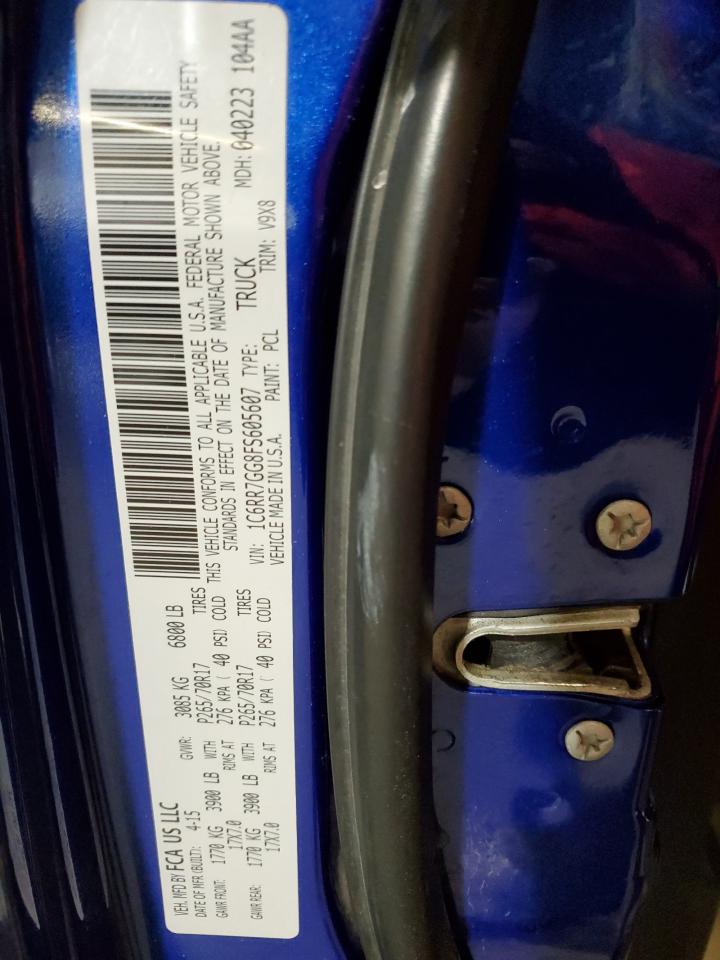 VEH. MFD BY FCA US LLC
DATE OF MFR (BUILT): 4-15 GVWR: 3085 KG 6800 LB
GAWR FRONT: 1770 KG 3900 LB WITH P265/70R17 TIRES
17X7.0 RIMS AT 276 KPA ( 40 PSI) COLD
GAWR REAR: 1770 KG 3900 LB WITH P265/70R17 TIRES
17X7.0 RIMS AT 276 KPA ( 40 PSI) COLD
THIS VEHICLE CONFORMS TO ALL APPLICABLE U.S.A. FEDERAL MOTOR VEHICLE SAFETY
STANDARDS IN EFFECT ON THE DATE OF MANUFACTURE SHOWN ABOVE.
VIN: 1C6RR7GG8FS605607 TYPE: TRUCK MDH: 040223 104AA
VEHICLE MADE IN U.S.A. PAINT: PCL TRIM: V9X8